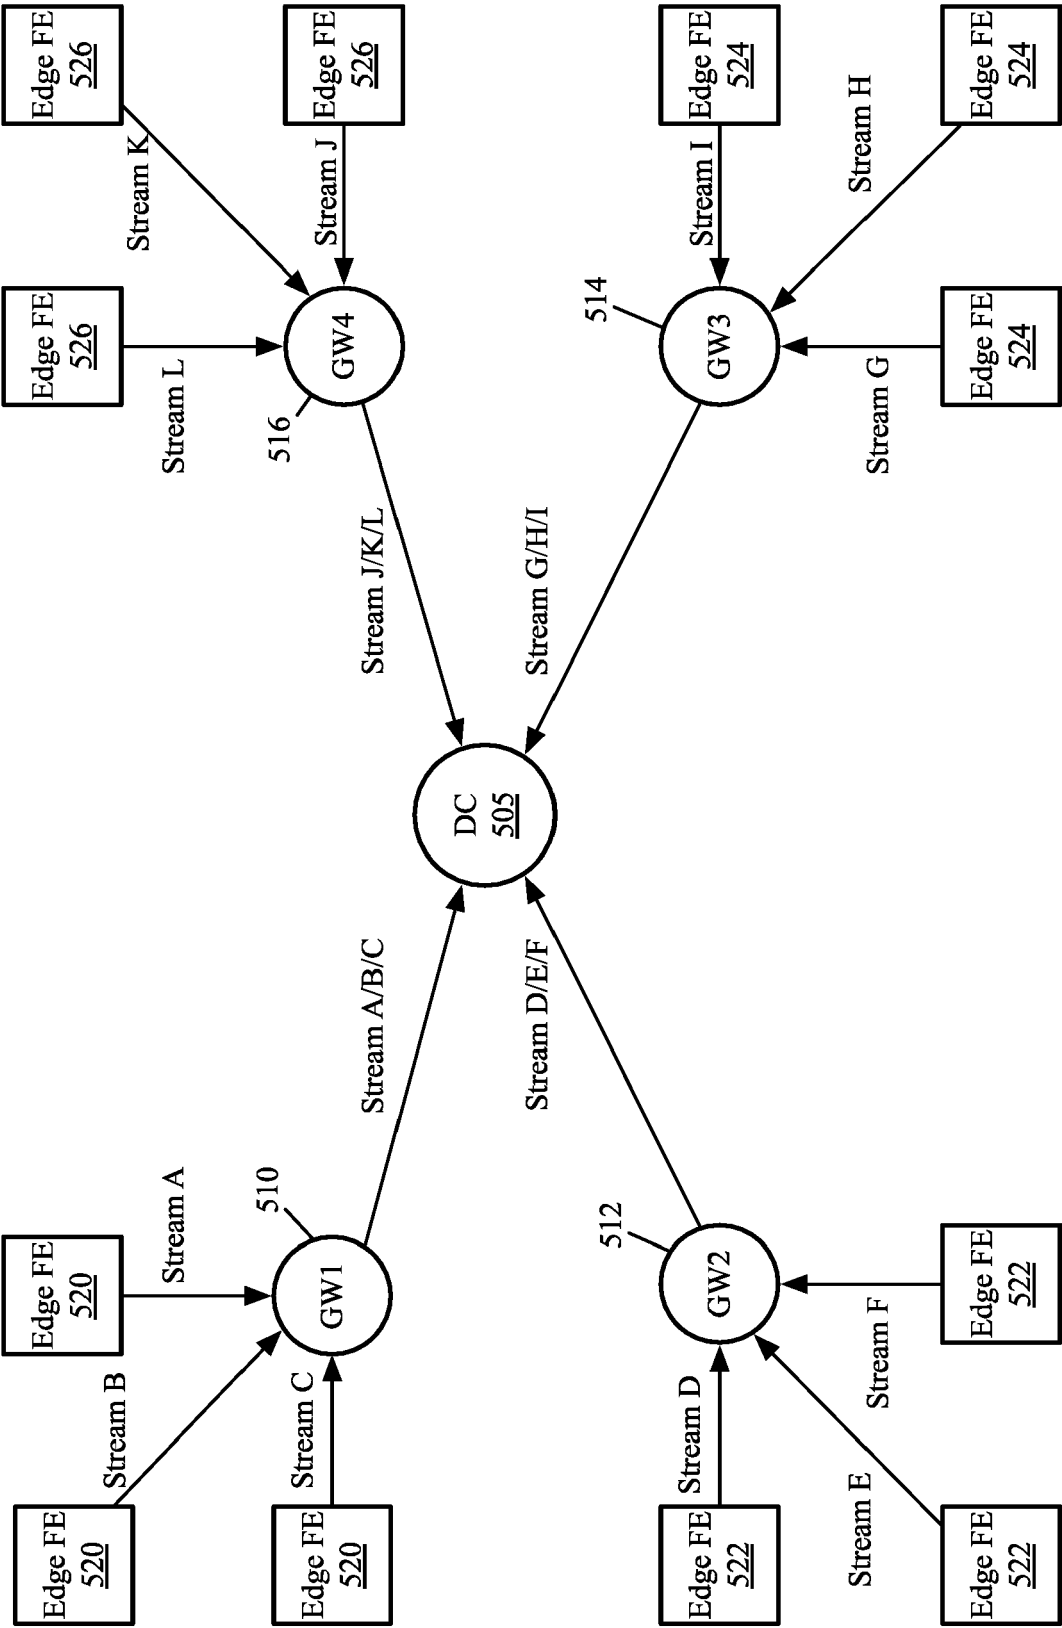 Edge FE
520
Edge FE
520
Edge FE
526
Edge FE
526
Stream B
Stream A
Stream L
Stream K
510
516
Edge FE
520
Stream C
GW1
GW4
Stream J
Edge FE
526
Stream A/B/C
Stream J/K/L
DC
505
Stream D/E/F
Stream G/H/I
512
514
Edge FE
522
Stream D
GW2
GW3
Stream I
Edge FE
524
Stream E
Stream F
Stream G
Stream H
Edge FE
522
Edge FE
522
Edge FE
524
Edge FE
524